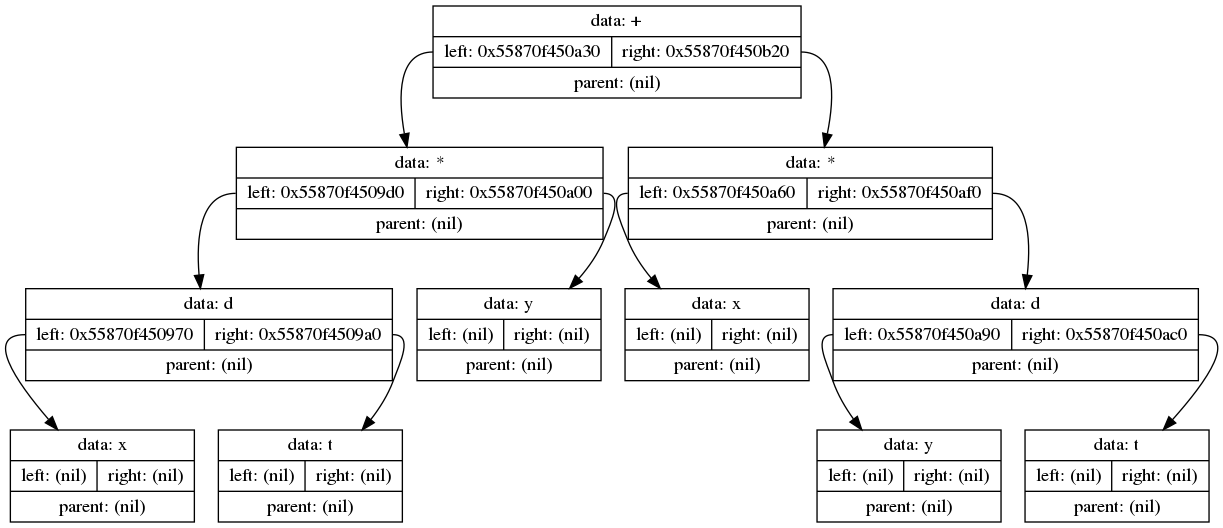 data: +
left: 0x55870f450a30 right: 0x55870f450b20
parent: (nil)
data: *
left: 0x55870f4509d0 right: 0x55870f450a00
parent: (nil)
data: *
left: 0x55870f450a60 right: 0x55870f450af0
parent: (nil)
data: d
left: 0x55870f450970 right: 0x55870f4509a0
parent: (nil)
data: y
left: (nil) right: (nil)
parent: (nil)
data: x
left: (nil) right: (nil)
parent: (nil)
data: d
left: 0x55870f450a90 right: 0x55870f450ac0
parent: (nil)
data: x
left: (nil) right: (nil)
parent: (nil)
data: t
left: (nil) right: (nil)
parent: (nil)
data: y
left: (nil) right: (nil)
parent: (nil)
data: t
left: (nil) right: (nil)
parent: (nil)